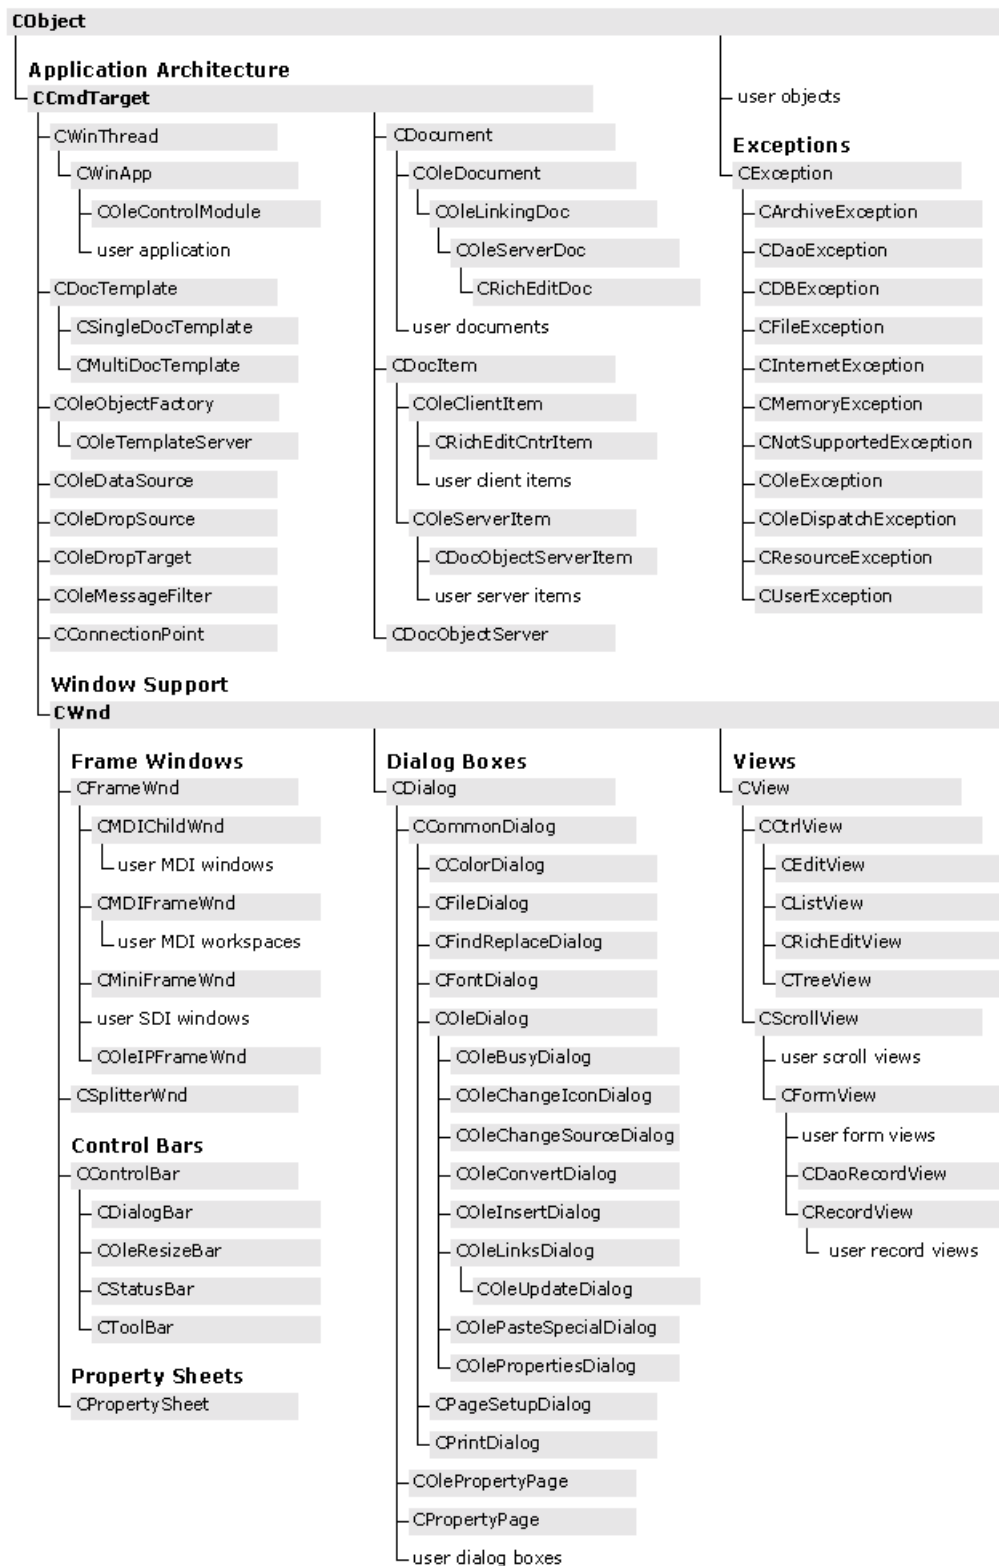 CObject
Application Architecture
CCmdTarget
CWinThread
CWinApp
COleControlModule
user application
CDocTemplate
CSingleDocTemplate
CMultiDocTemplate
COleObjectFactory
COleTemplateServer
COleDataSource
COleDropSource
COleDropTarget
COleMessageFilter
CConnectionPoint
CDocument
COleDocument
COleLinkingDoc
COleServerDoc
CRichEditDoc
user documents
CDocItem
COleClientItem
CRichEditCntrItem
user client items
COleServerItem
CDocObjectServerItem
user server items
CDocObjectServer
user objects
Exceptions
CException
CArchiveException
CDaoException
CDBException
CFileException
CInternetException
CMemoryException
CNotSupportedException
COleException
COleDispatchException
CResourceException
CUserException
Window Support
CWnd
Frame Windows
CFrameWnd
CMDIChildWnd
user MDI windows
CMDIFrameWnd
user MDI workspaces
CMiniFrameWnd
user SDI windows
COleIPFrameWnd
CSplitterWnd
Control Bars
CControlBar
CDialogBar
COleResizeBar
CStatusBar
CToolBar
Property Sheets
CPropertySheet
Dialog Boxes
CDialog
CCommonDialog
CColorDialog
CFileDialog
CFindReplaceDialog
CFontDialog
COleDialog
COleBusyDialog
COleChangeIconDialog
COleChangeSourceDialog
COleConvertDialog
COleInsertDialog
COleLinksDialog
COleUpdateDialog
COlePasteSpecialDialog
COlePropertiesDialog
CPageSetupDialog
CPrintDialog
COlePropertyPage
CPropertyPage
user dialog boxes
Views
CView
CCtrlView
CEditView
CListView
CRichEditView
CTreeView
CScrollView
user scroll views
CFormView
user form views
CDaoRecordView
CRecordView
user record views